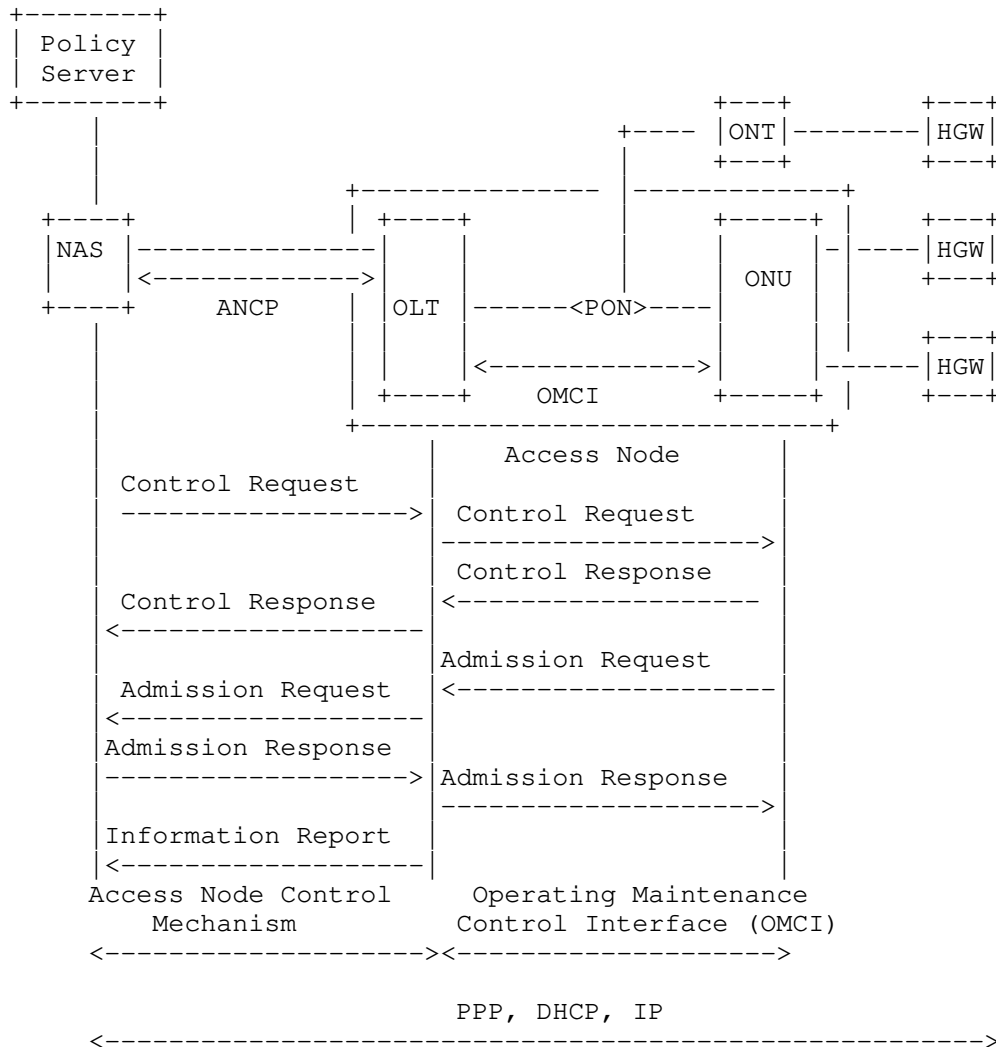 Policy
Server
ONT
HGW
NAS
HGW
ONU
ANCP
OLT
<PON>
HGW
OMCI
Access Node
Control Request
Control Request
Control Response
Control Response
Admission Request
Admission Request
Admission Response
Admission Response
Information Report
Access Node Control
Operating Maintenance
Mechanism
Control Interface (OMCI)
PPP, DHCP, IP